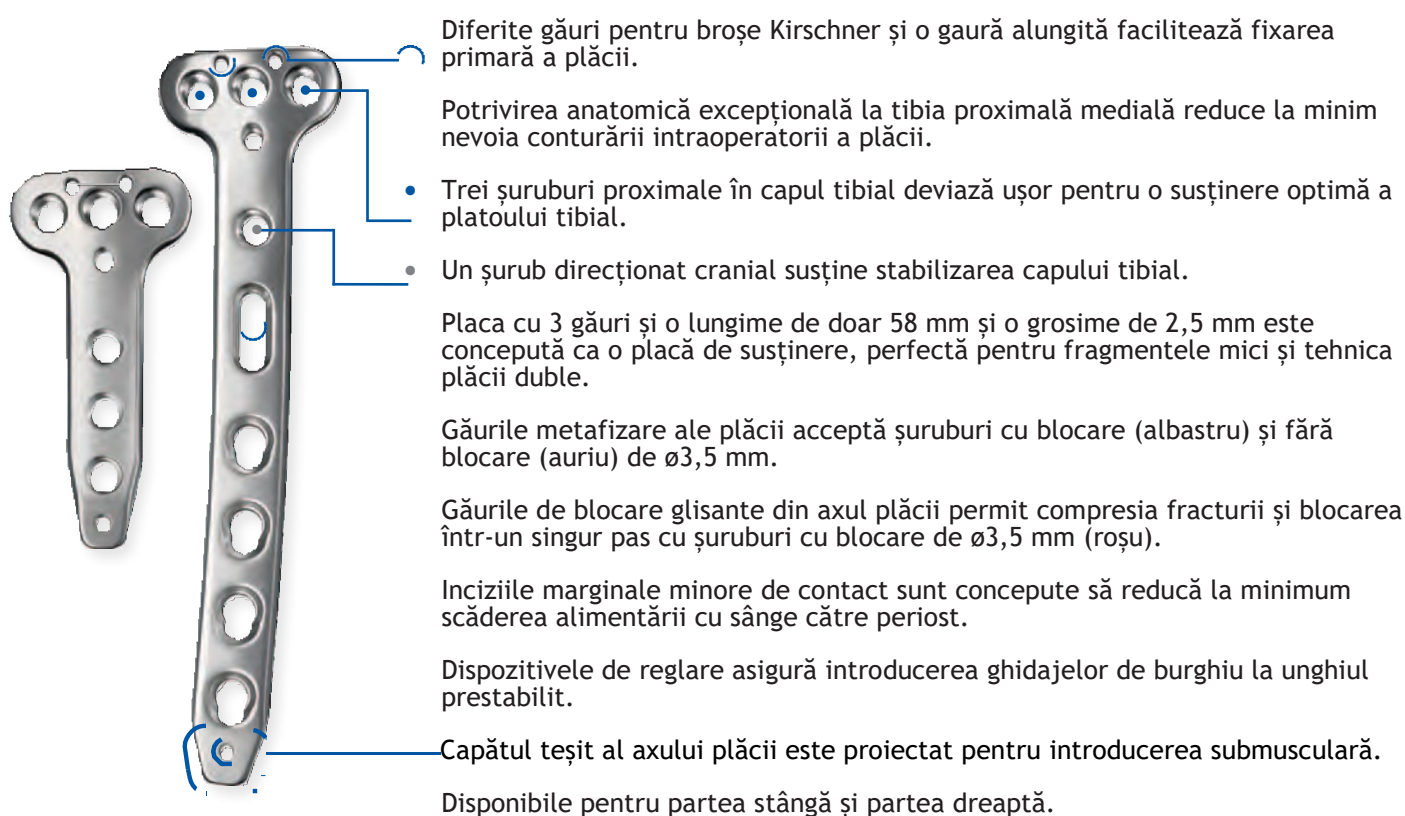 Diferite găuri pentru broșe Kirschner și o gaură alungită facilitează fixarea
primară a plăcii.
Potrivirea anatomică excepțională la tibia proximală medială reduce la minim
nevoia conturării intraoperatorii a plăcii.
• Trei șuruburi proximale în capul tibial deviază ușor pentru o susținere optimă a
platoului tibial.
• Un șurub direcționat cranial susține stabilizarea capului tibial.
Placa cu 3 găuri și o lungime de doar 58 mm și o grosime de 2,5 mm este
concepută ca o placă de susținere, perfectă pentru fragmentele mici și tehnica
plăcii duble.
Găurile metafizare ale plăcii acceptă șuruburi cu blocare (albastru) și fără
blocare (auriu) de ø3,5 mm.
Găurile de blocare glisante din axul plăcii permit compresia fracturii și blocarea
într-un singur pas cu șuruburi cu blocare de ø3,5 mm (roșu).
Inciziile marginale minore de contact sunt concepute să reducă la minimum
scăderea alimentării cu sânge către periost.
Dispozitivele de reglare asigură introducerea ghidajelor de burghiu la unghiul
prestabilit.
Capătul teșit al axului plăcii este proiectat pentru introducerea submusculară.
Disponibile pentru partea stângă și partea dreaptă.